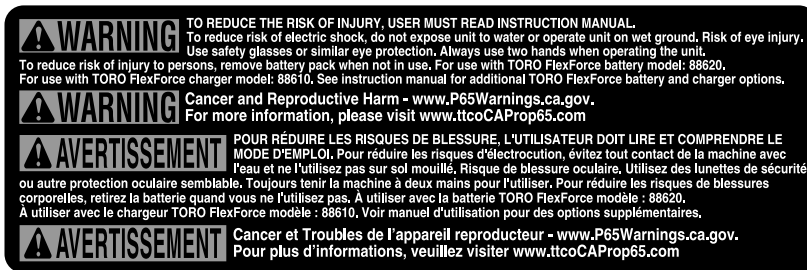 WARNING TO REDUCE THE RISK OF INJURY, USER MUST READ INSTRUCTION MANUAL.
To reduce risk of electric shock, do not expose unit to water or operate unit on wet ground. Risk of eye injury.
Use safety glasses or similar eye protection. Always use two hands when operating the unit.
To reduce risk of injury to persons, remove battery pack when not in use. For use with TORO FlexForce battery model: 88620.
For use with TORO FlexForce charger model: 88610. See instruction manual for additional TORO FlexForce battery and charger options.
WARNING Cancer and Reproductive Harm - www.P65Warnings.ca.gov.
For more information, please visit www.ttcoCAProp65.com
AVERTISSEMENT POUR RÉDUIRE LES RISQUES DE BLESSURE, L'UTILISATEUR DOIT LIRE ET COMPRENDRE LE
MODE D'EMPLOI. Pour réduire les risques d'électrocution, évitez tout contact de la machine avec
l'eau et ne l'utilisez pas sur sol mouillé. Risque de blessure oculaire. Utilisez des lunettes de sécurité
ou autre protection oculaire semblable. Toujours tenir la machine à deux mains pour l'utiliser. Pour réduire les risques de blessures
corporelles, retirez la batterie quand vous ne l'utilisez pas. À utiliser avec la batterie TORO FlexForce modèle : 88620.
À utiliser avec le chargeur TORO FlexForce modèle : 88610. Voir manuel d'utilisation pour des options supplémentaires.
AVERTISSEMENT Cancer et Troubles de l'appareil reproducteur - www.P65Warnings.ca.gov.
Pour plus d'informations, veuillez visiter www.ttcoCAProp65.com